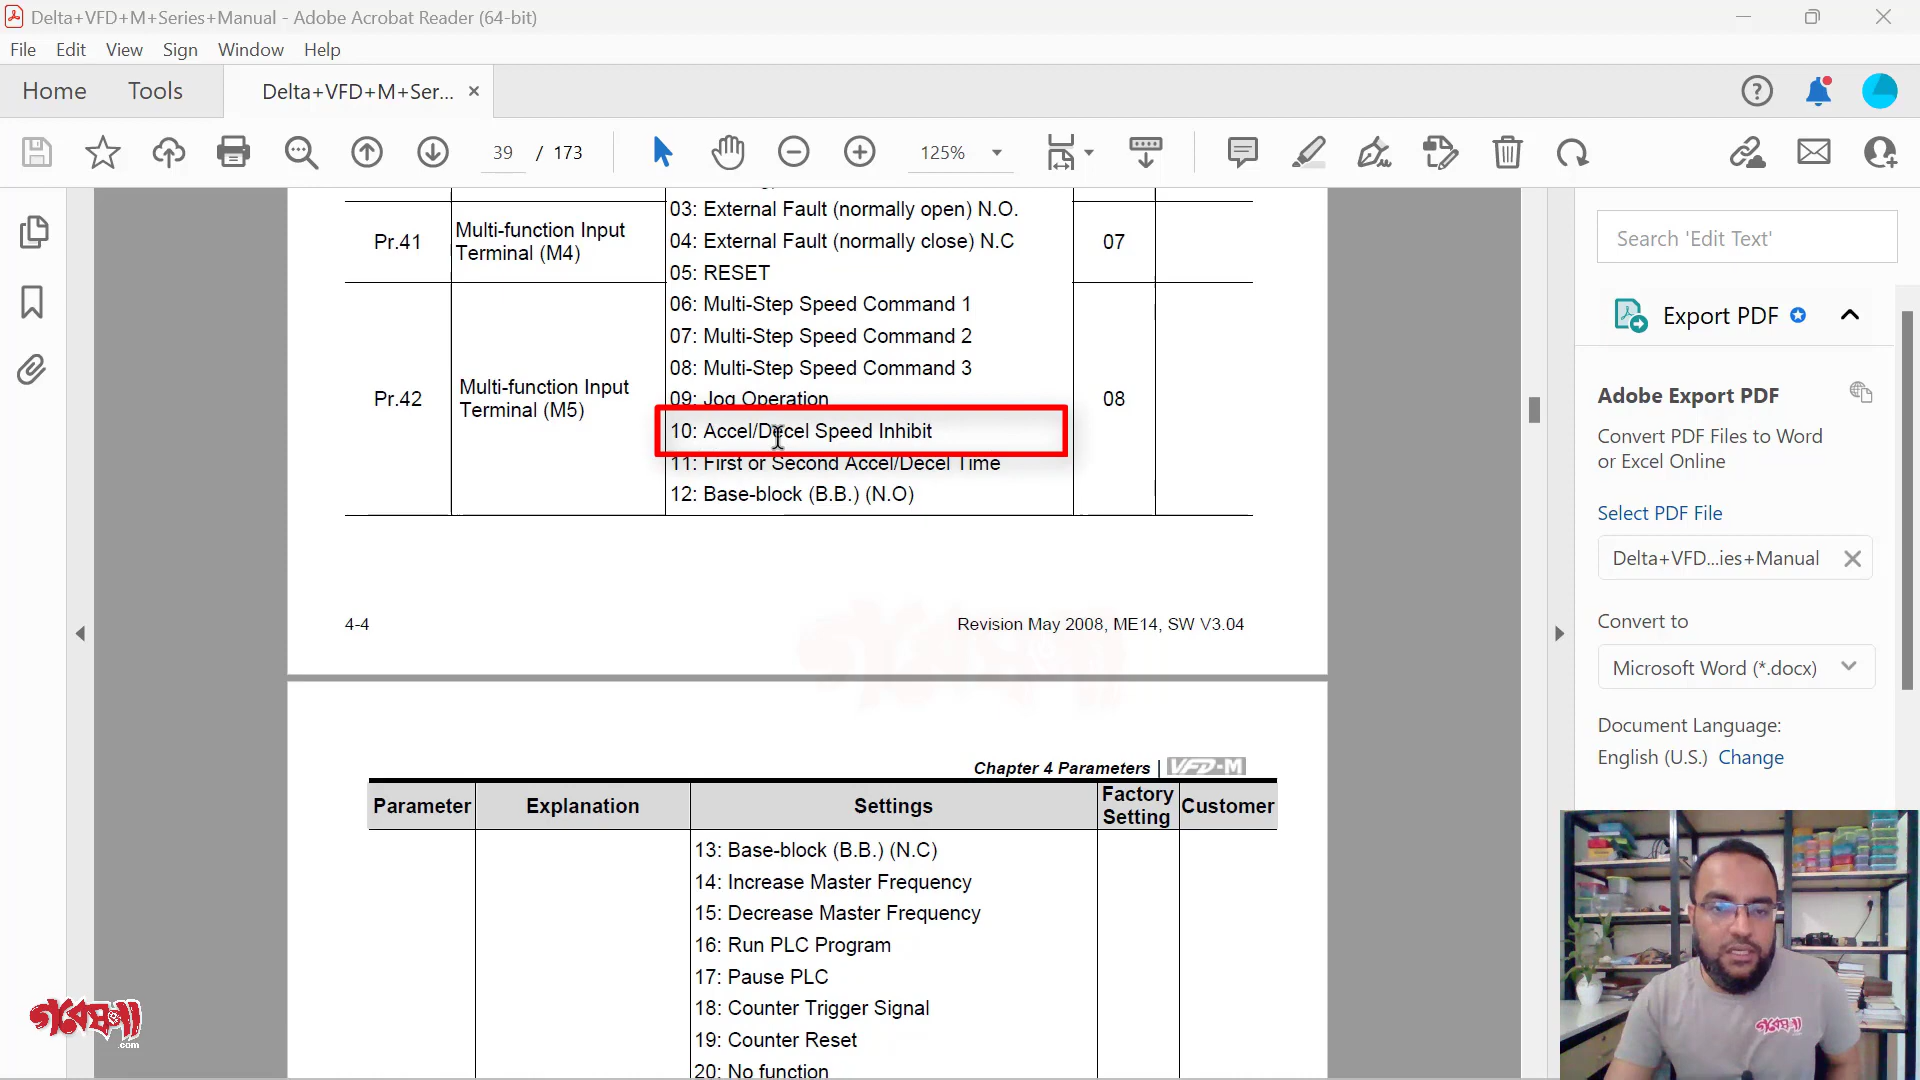 Delta+VFD+M+Series+Manual - Adobe Acrobat Reader (64-bit)
File Edit View Sign Window Help
Home Tools Delta+VFD+M+Ser... ×
39 / 173 125%
03: External Fault (normally open) N.O.
Pr.41 Multi-function Input Terminal (M4) 07
04: External Fault (normally close) N.C
05: RESET
06: Multi-Step Speed Command 1
07: Multi-Step Speed Command 2
08: Multi-Step Speed Command 3
Pr.42 Multi-function Input Terminal (M5) 08
09: Jog Operation
10: Accel/Decel Speed Inhibit
11: First or Second Accel/Decel Time
12: Base-block (B.B.) (N.O)
4-4 Revision May 2008, ME14, SW V3.04
Chapter 4 Parameters | VFD-M
Parameter Explanation Settings Factory Setting Customer
13: Base-block (B.B.) (N.C)
14: Increase Master Frequency
15: Decrease Master Frequency
16: Run PLC Program
17: Pause PLC
18: Counter Trigger Signal
19: Counter Reset
20: No function
Search 'Edit Text'
Export PDF
Adobe Export PDF
Convert PDF Files to Word
or Excel Online
Select PDF File
Delta+VFD...ies+Manual
Convert to
Microsoft Word (*.docx)
Document Language:
English (U.S.) Change
গবেষণা
.com
গবেষণা